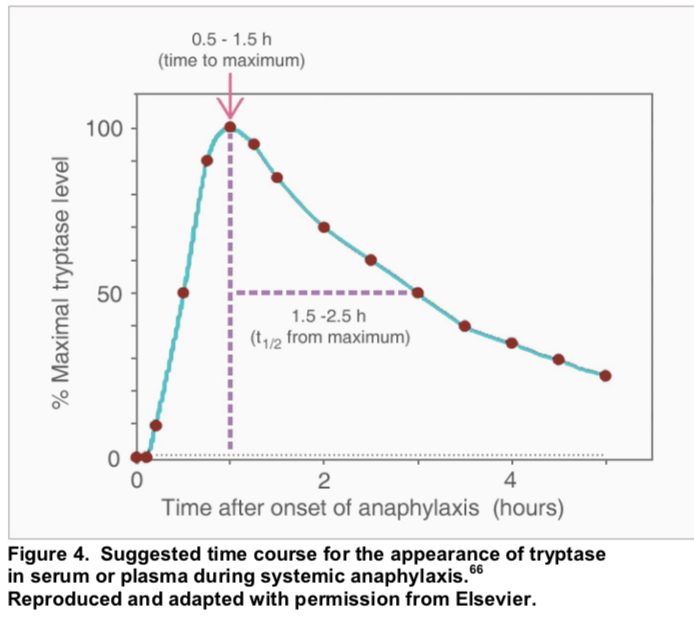 0.5 - 1.5 h
(time to maximum)
100
50
0
% Maximal tryptase level
1.5 -2.5 h
(t1/2 from maximum)
0
2
4
Time after onset of anaphylaxis (hours)
Figure 4. Suggested time course for the appearance of tryptase
in serum or plasma during systemic anaphylaxis.66
Reproduced and adapted with permission from Elsevier.